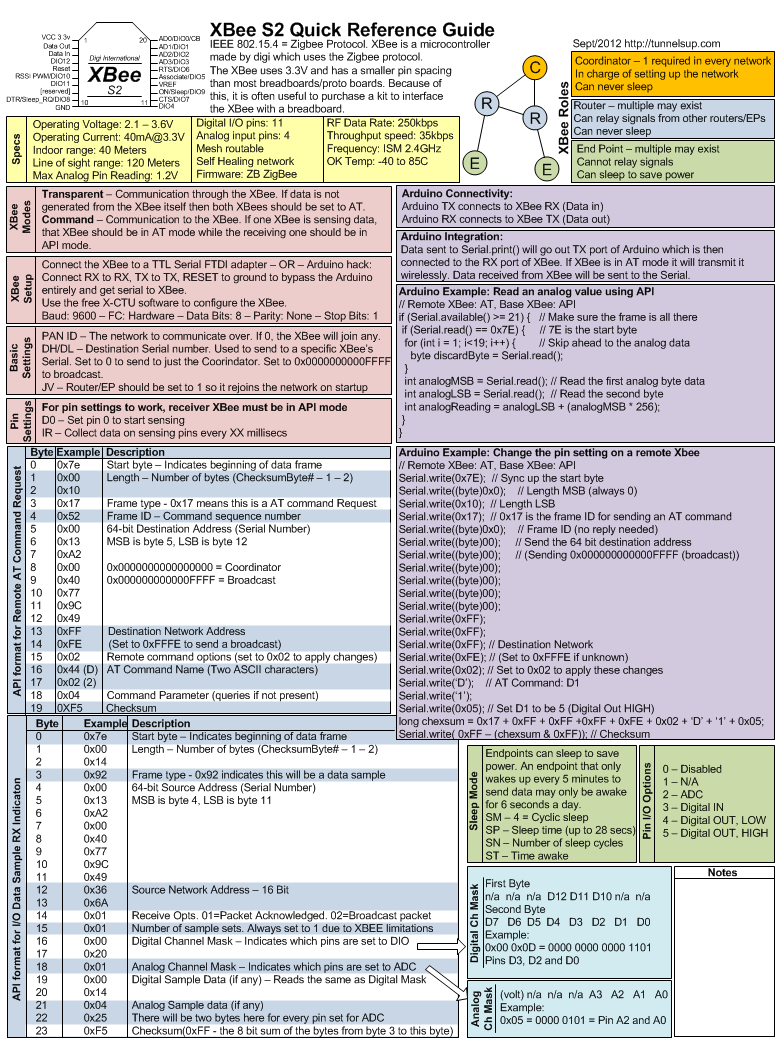 XBee S2 Quick Reference Guide
IEEE 802.15.4 = Zigbee Protocol. XBee is a microcontroller
made by digi which uses the Zigbee protocol.
The XBee uses 3.3V and has a smaller pin spacing
than most breadboards/proto boards. Because of
this, it is often useful to purchase a kit to interface
the XBee with a breadboard.
VCC 3.3v
Data Out
Data In
DIO12
Reset
RSSI PWM/DIO10
DIO11
[reserved]
DTR/Sleep_RQ/DIO8
GND
1
20
Digi International
XBee
S2
10
11
AD0/DIO0/CB
AD1/DIO1
AD2/DIO2
AD3/DIO3
RTS/DIO6
Associate/DIO5
VREF
ON/Sleep/DIO9
CTS/DIO7
DIO4
C
R
R
E
E
Sept/2012 http://tunnelsup.com
XBee Roles
Coordinator – 1 required in every network
In charge of setting up the network
Can never sleep
Router – multiple may exist
Can relay signals from other routers/EPs
Can never sleep
End Point – multiple may exist
Cannot relay signals
Can sleep to save power
Specs
Operating Voltage: 2.1 – 3.6V
Operating Current: 40mA@3.3V
Indoor range: 40 Meters
Line of sight range: 120 Meters
Max Analog Pin Reading: 1.2V
Digital I/O pins: 11
Analog input pins: 4
Mesh routable
Self Healing network
Firmware: ZB ZigBee
RF Data Rate: 250kbps
Throughput speed: 35kbps
Frequency: ISM 2.4GHz
OK Temp: -40 to 85C
XBee
Modes
Transparent – Communication through the XBee. If data is not
generated from the XBee itself then both XBees should be set to AT.
Command – Communication to the XBee. If one XBee is sensing data,
that XBee should be in AT mode while the receiving one should be in
API mode.
XBee
Setup
Connect the XBee to a TTL Serial FTDI adapter – OR – Arduino hack:
Connect RX to RX, TX to TX, RESET to ground to bypass the Arduino
entirely and get serial to XBee.
Use the free X-CTU software to configure the XBee.
Baud: 9600 – FC: Hardware – Data Bits: 8 – Parity: None – Stop Bits: 1
Basic
Settings
PAN ID – The network to communicate over. If 0, the XBee will join any.
DH/DL – Destination Serial number. Used to send to a specific XBee's
Serial. Set to 0 to send to just the Coorindator. Set to 0x000000000000FFFF
to broadcast.
JV – Router/EP should be set to 1 so it rejoins the network on startup
Pin
Settings
For pin settings to work, receiver XBee must be in API mode
D0 – Set pin 0 to start sensing
IR – Collect data on sensing pins every XX millisecs
Arduino Connectivity:
Arduino TX connects to XBee RX (Data in)
Arduino RX connects to XBee TX (Data out)
Arduino Integration:
Data sent to Serial.print() will go out TX port of Arduino which is then
connected to the RX port of XBee. If XBee is in AT mode it will transmit it
wirelessly. Data received from XBee will be sent to the Serial.
Arduino Example: Read an analog value using API
// Remote XBee: AT, Base XBee: API
if (Serial.available() >= 21) { // Make sure the frame is all there
if (Serial.read() == 0x7E) { // 7E is the start byte
for (int i = 1; i<19; i++) { // Skip ahead to the analog data
byte discardByte = Serial.read();
}
int analogMSB = Serial.read(); // Read the first analog byte data
int analogLSB = Serial.read(); // Read the second byte
int analogReading = analogLSB + (analogMSB * 256);
}
}
API format for Remote AT Command Request
Byte Example Description
0 0x7e Start byte – Indicates beginning of data frame
1 0x00 Length – Number of bytes (ChecksumByte# – 1 – 2)
2 0x10
3 0x17 Frame type - 0x17 means this is a AT command Request
4 0x52 Frame ID – Command sequence number
5 0x00 64-bit Destination Address (Serial Number)
6 0x13 MSB is byte 5, LSB is byte 12
7 0xA2
8 0x00 0x0000000000000000 = Coordinator
9 0x40 0x000000000000FFFF = Broadcast
10 0x77
11 0x9C
12 0x49
13 0xFF Destination Network Address
14 0xFE (Set to 0xFFFE to send a broadcast)
15 0x02 Remote command options (set to 0x02 to apply changes)
16 0x44 (D) AT Command Name (Two ASCII characters)
17 0x02 (2)
18 0x04 Command Parameter (queries if not present)
19 0XF5 Checksum
Arduino Example: Change the pin setting on a remote Xbee
// Remote XBee: AT, Base XBee: API
Serial.write(0x7E); // Sync up the start byte
Serial.write((byte)0x0); // Length MSB (always 0)
Serial.write(0x10); // Length LSB
Serial.write(0x17); // 0x17 is the frame ID for sending an AT command
Serial.write((byte)0x0); // Frame ID (no reply needed)
Serial.write((byte)00); // Send the 64 bit destination address
Serial.write((byte)00); // (Sending 0x000000000000FFFF (broadcast))
Serial.write((byte)00);
Serial.write((byte)00);
Serial.write((byte)00);
Serial.write((byte)00);
Serial.write(0xFF);
Serial.write(0xFF);
Serial.write(0xFF); // Destination Network
Serial.write(0xFE); // (Set to 0xFFFE if unknown)
Serial.write(0x02); // Set to 0x02 to apply these changes
Serial.write('D'); // AT Command: D1
Serial.write('1');
Serial.write(0x05); // Set D1 to be 5 (Digital Out HIGH)
long chexsum = 0x17 + 0xFF + 0xFF +0xFF + 0xFE + 0x02 + 'D' + '1' + 0x05;
Serial.write( 0xFF – (chexsum & 0xFF)); // Checksum
API format for I/O Data Sample RX Indicaton
Byte Example Description
0 0x7e Start byte – Indicates beginning of data frame
1 0x00 Length – Number of bytes (ChecksumByte# – 1 – 2)
2 0x14
3 0x92 Frame type - 0x92 indicates this will be a data sample
4 0x00 64-bit Source Address (Serial Number)
5 0x13 MSB is byte 4, LSB is byte 11
6 0xA2
7 0x00
8 0x40
9 0x77
10 0x9C
11 0x49
12 0x36 Source Network Address – 16 Bit
13 0x6A
14 0x01 Receive Opts. 01=Packet Acknowledged. 02=Broadcast packet
15 0x01 Number of sample sets. Always set to 1 due to XBEE limitations
16 0x00 Digital Channel Mask – Indicates which pins are set to DIO
17 0x20
18 0x01 Analog Channel Mask – Indicates which pins are set to ADC
19 0x00 Digital Sample Data (if any) – Reads the same as Digital Mask
20 0x14
21 0x04 Analog Sample data (if any)
22 0x25 There will be two bytes here for every pin set for ADC
23 0xF5 Checksum(0xFF - the 8 bit sum of the bytes from byte 3 to this byte)
Sleep Mode
Endpoints can sleep to save
power. An endpoint that only
wakes up every 5 minutes to
send data may only be awake
for 6 seconds a day.
SM – 4 = Cyclic sleep
SP – Sleep time (up to 28 secs)
SN – Number of sleep cycles
ST – Time awake
Pin I/O Options
0 – Disabled
1 – N/A
2 – ADC
3 – Digital IN
4 – Digital OUT, LOW
5 – Digital OUT, HIGH
Digital Ch Mask
First Byte
n/a n/a n/a D12 D11 D10 n/a n/a
Second Byte
D7 D6 D5 D4 D3 D2 D1 D0
Example:
0x00 0x0D = 0000 0000 0000 1101
Pins D3, D2 and D0
Analog
Ch Mask
(volt) n/a n/a n/a A3 A2 A1 A0
Example:
0x05 = 0000 0101 = Pin A2 and A0
Notes